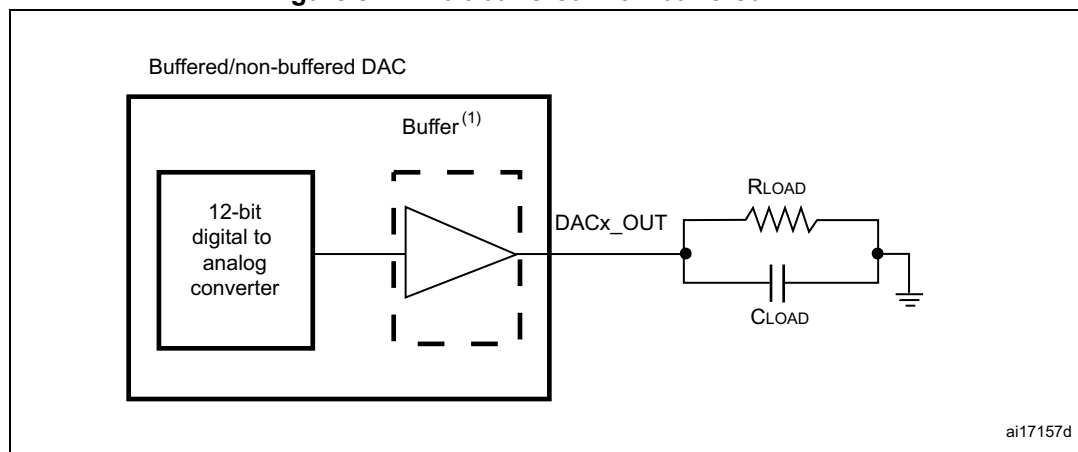 Buffered/non-buffered DAC
Buffer(1)
12-bit
digital to
analog
converter
DACx_OUT
RLOAD
CLOAD
ai17157d